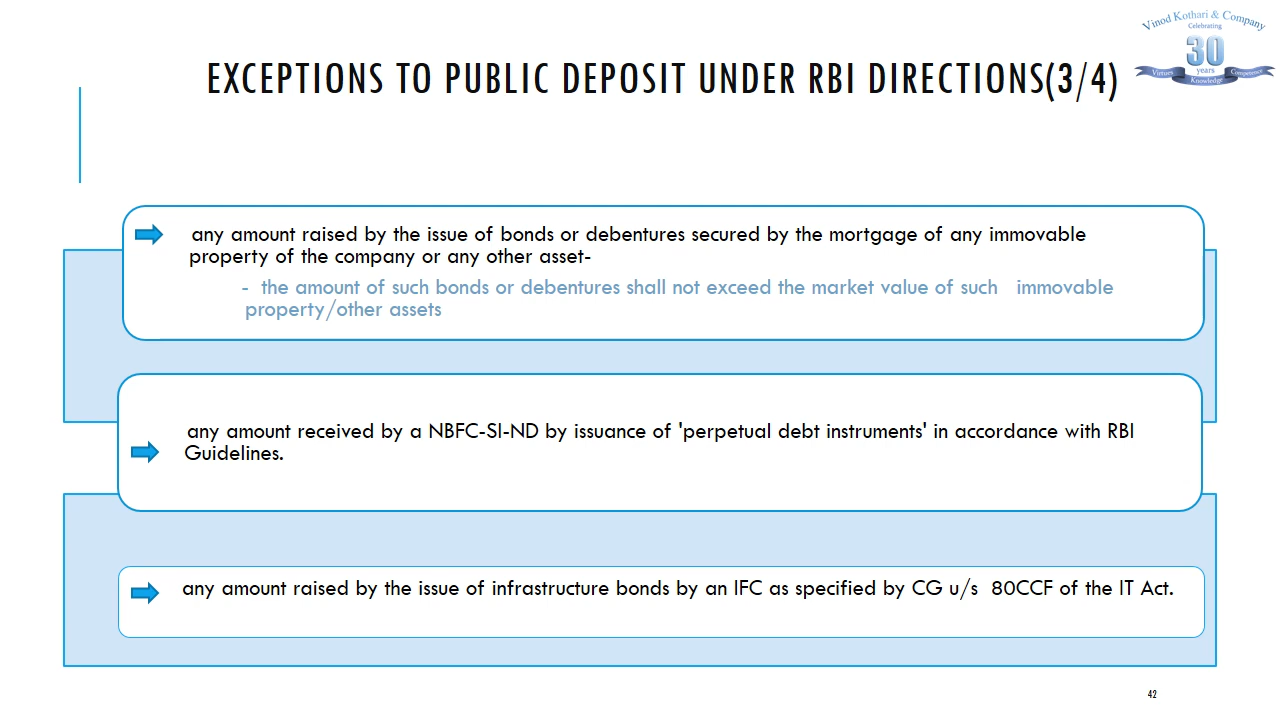 Vinod Kothari & Company
Celebrating
30
years
Virtues
Knowledge
Competence
EXCEPTIONS TO PUBLIC DEPOSIT UNDER RBI DIRECTIONS(3/4)
any amount raised by the issue of bonds or debentures secured by the mortgage of any immovable
property of the company or any other asset-
- the amount of such bonds or debentures shall not exceed the market value of such immovable
property/other assets
any amount received by a NBFC-SI-ND by issuance of 'perpetual debt instruments' in accordance with RBI
Guidelines.
any amount raised by the issue of infrastructure bonds by an IFC as specified by CG u/s 80CCF of the IT Act.
42